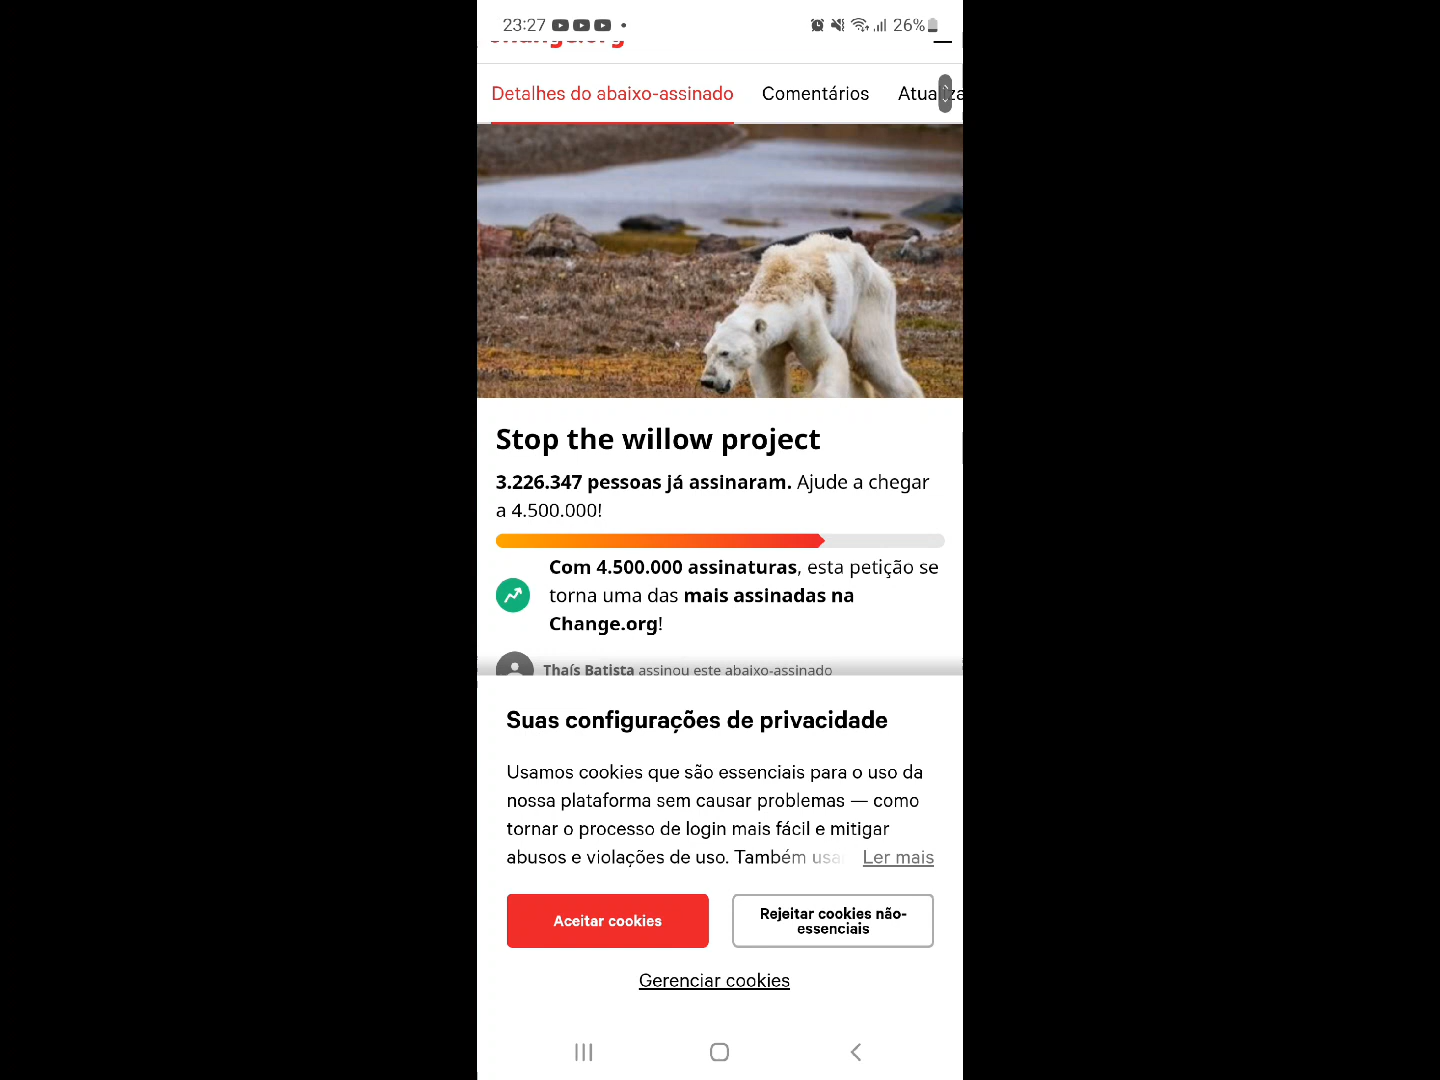 23:27
26%
change.org
Detalhes do abaixo-assinado
Comentários
Stop the willow project
3.226.347 pessoas já assinaram. Ajude a chegar
a 4.500.000!
Com 4.500.000 assinaturas, esta petição se
torna uma das mais assinadas na
Change.org!
Thaís Batista assinou este abaixo-assinado
Suas configurações de privacidade
Usamos cookies que são essenciais para o uso da
nossa plataforma sem causar problemas — como
tornar o processo de login mais fácil e mitigar
abusos e violações de uso. Também usa
Ler mais
Aceitar cookies
Rejeitar cookies não-
essenciais
Gerenciar cookies